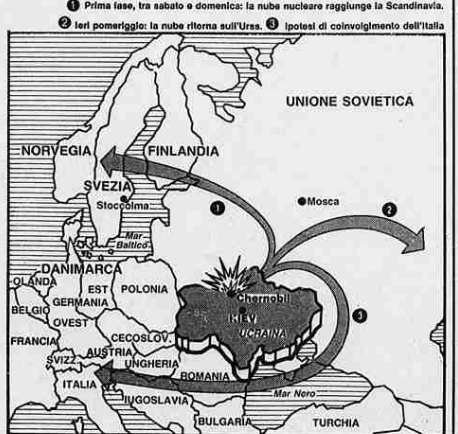 ❶ Prima fase, tra sabato e domenica: la nube nucleare raggiunge la Scandinavia.
❷ Ieri pomeriggio: la nube ritorna sull'Urss. ❸ Ipotesi di coinvolgimento dell'Italia
UNIONE SOVIETICA
NORVEGIA
FINLANDIA
SVEZIA
Stoccolma
❶
Mosca
❷
Mar
Baltico
DANIMARCA
OLANDA
EST
POLONIA
GERMANIA
BELGIO
OVEST
Chernobil
KIEV
UCRAINA
❸
FRANCIA
CECOSLOV.
SVIZZ.
AUSTRIA
UNGHERIA
ROMANIA
ITALIA
IUGOSLAVIA
Mar Nero
BULGARIA
TURCHIA